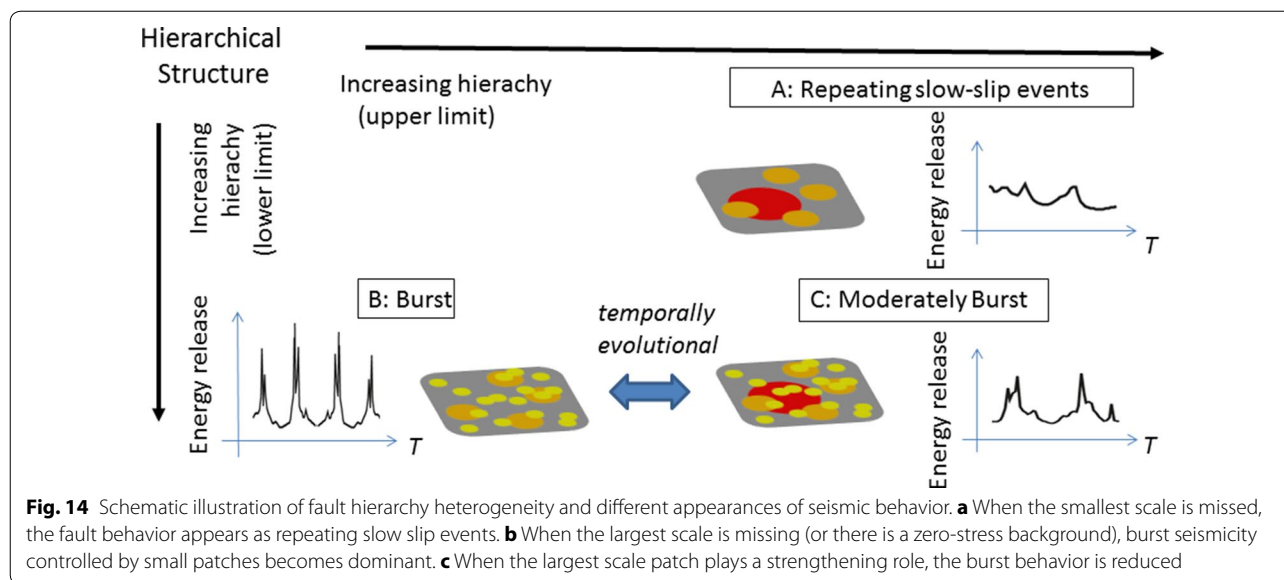 Hierarchical
Structure
Increasing hierachy
(upper limit)
A: Repeating slow-slip events
Increasing
hierachy
(lower limit)
Energy release
T
B: Burst
temporally
evolutional
C: Moderately Burst
Energy release
T
Energy release
T
Fig. 14 Schematic illustration of fault hierarchy heterogeneity and different appearances of seismic behavior. a When the smallest scale is missed,
the fault behavior appears as repeating slow slip events. b When the largest scale is missing (or there is a zero-stress background), burst seismicity
controlled by small patches becomes dominant. c When the largest scale patch plays a strengthening role, the burst behavior is reduced